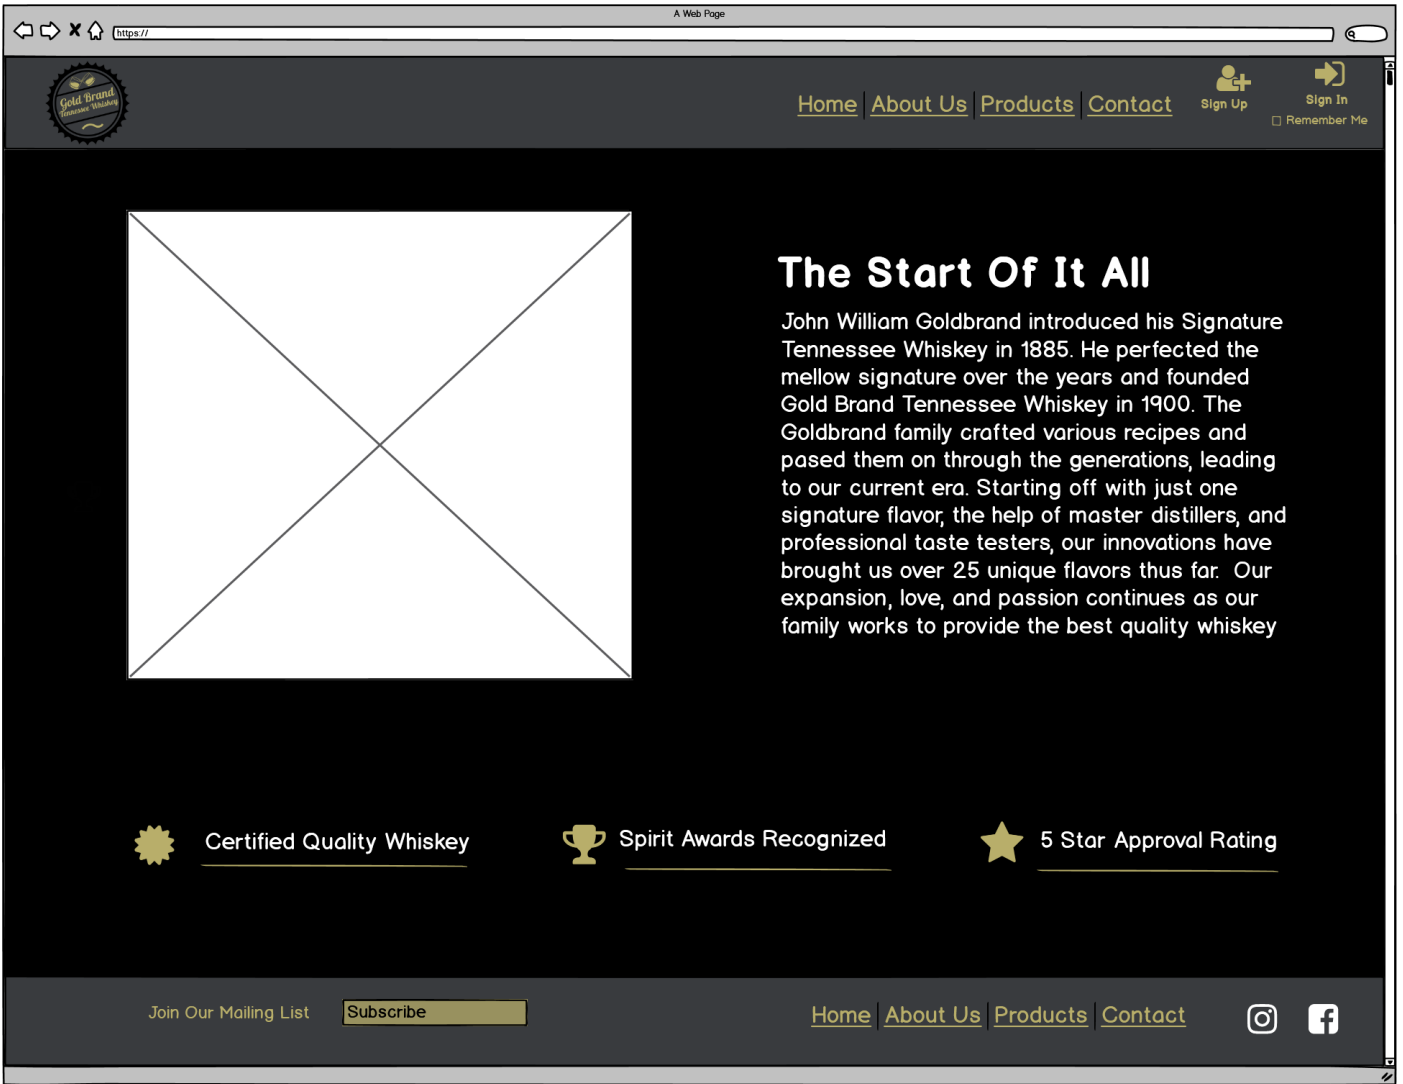 A Web Page
https://
Gold Brand
Tennessee Whiskey
Home
About Us
Products
Contact
Sign Up
Sign In
Remember Me
The Start Of It All
John William Goldbrand introduced his Signature
Tennessee Whiskey in 1885. He perfected the
mellow signature over the years and founded
Gold Brand Tennessee Whiskey in 1900. The
Goldbrand family crafted various recipes and
pased them on through the generations, leading
to our current era. Starting off with just one
signature flavor, the help of master distillers, and
professional taste testers, our innovations have
brought us over 25 unique flavors thus far.  Our
expansion, love, and passion continues as our
family works to provide the best quality whiskey
Certified Quality Whiskey
Spirit Awards Recognized
5 Star Approval Rating
Join Our Mailing List
Subscribe
Home
About Us
Products
Contact